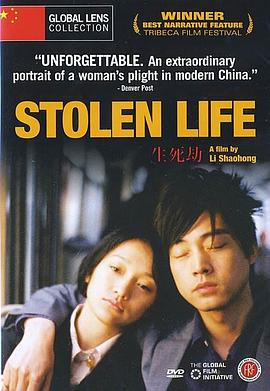 GLOBAL LENS
COLLECTION
WINNER
BEST NARRATIVE FEATURE
TRIBECA FILM FESTIVAL
"UNFORGETTABLE. An extraordinary
portrait of a woman's plight in modern China."
- Denver Post
STOLEN LIFE
生死劫
A film by
Li Shaohong
DVD
THE
GLOBAL FILM
INITIATIVE
FRF